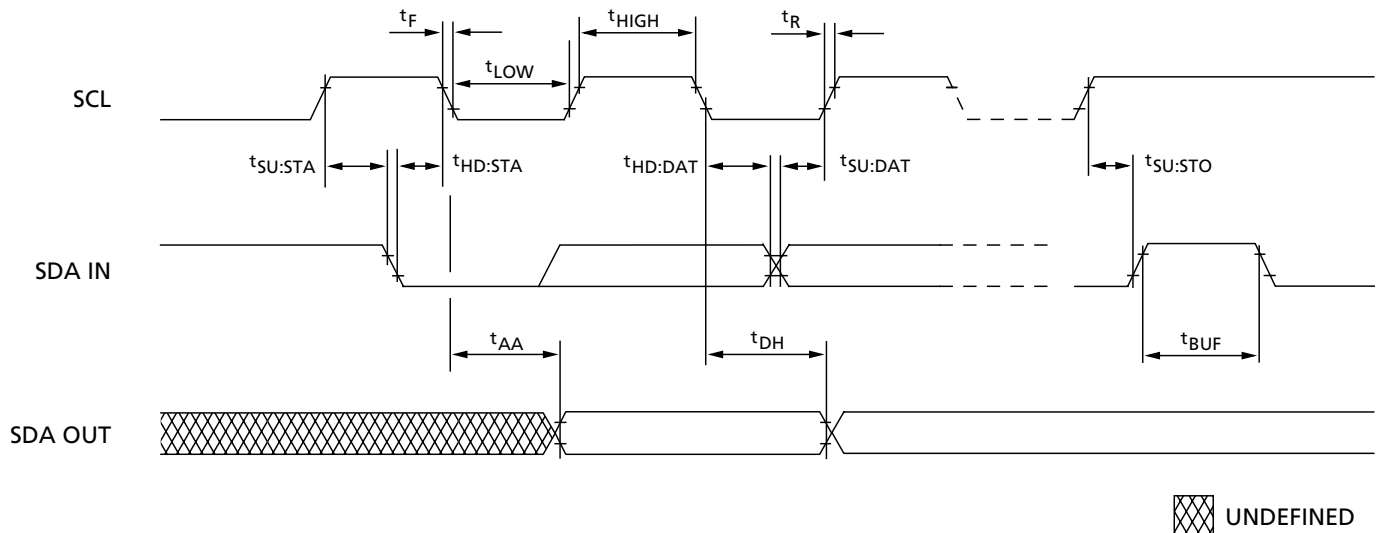 tF
tHIGH
tR
tLOW
SCL
tSU:STA
tHD:STA
tHD:DAT
tSU:DAT
tSU:STO
SDA IN
tAA
tDH
tBUF
SDA OUT
UNDEFINED